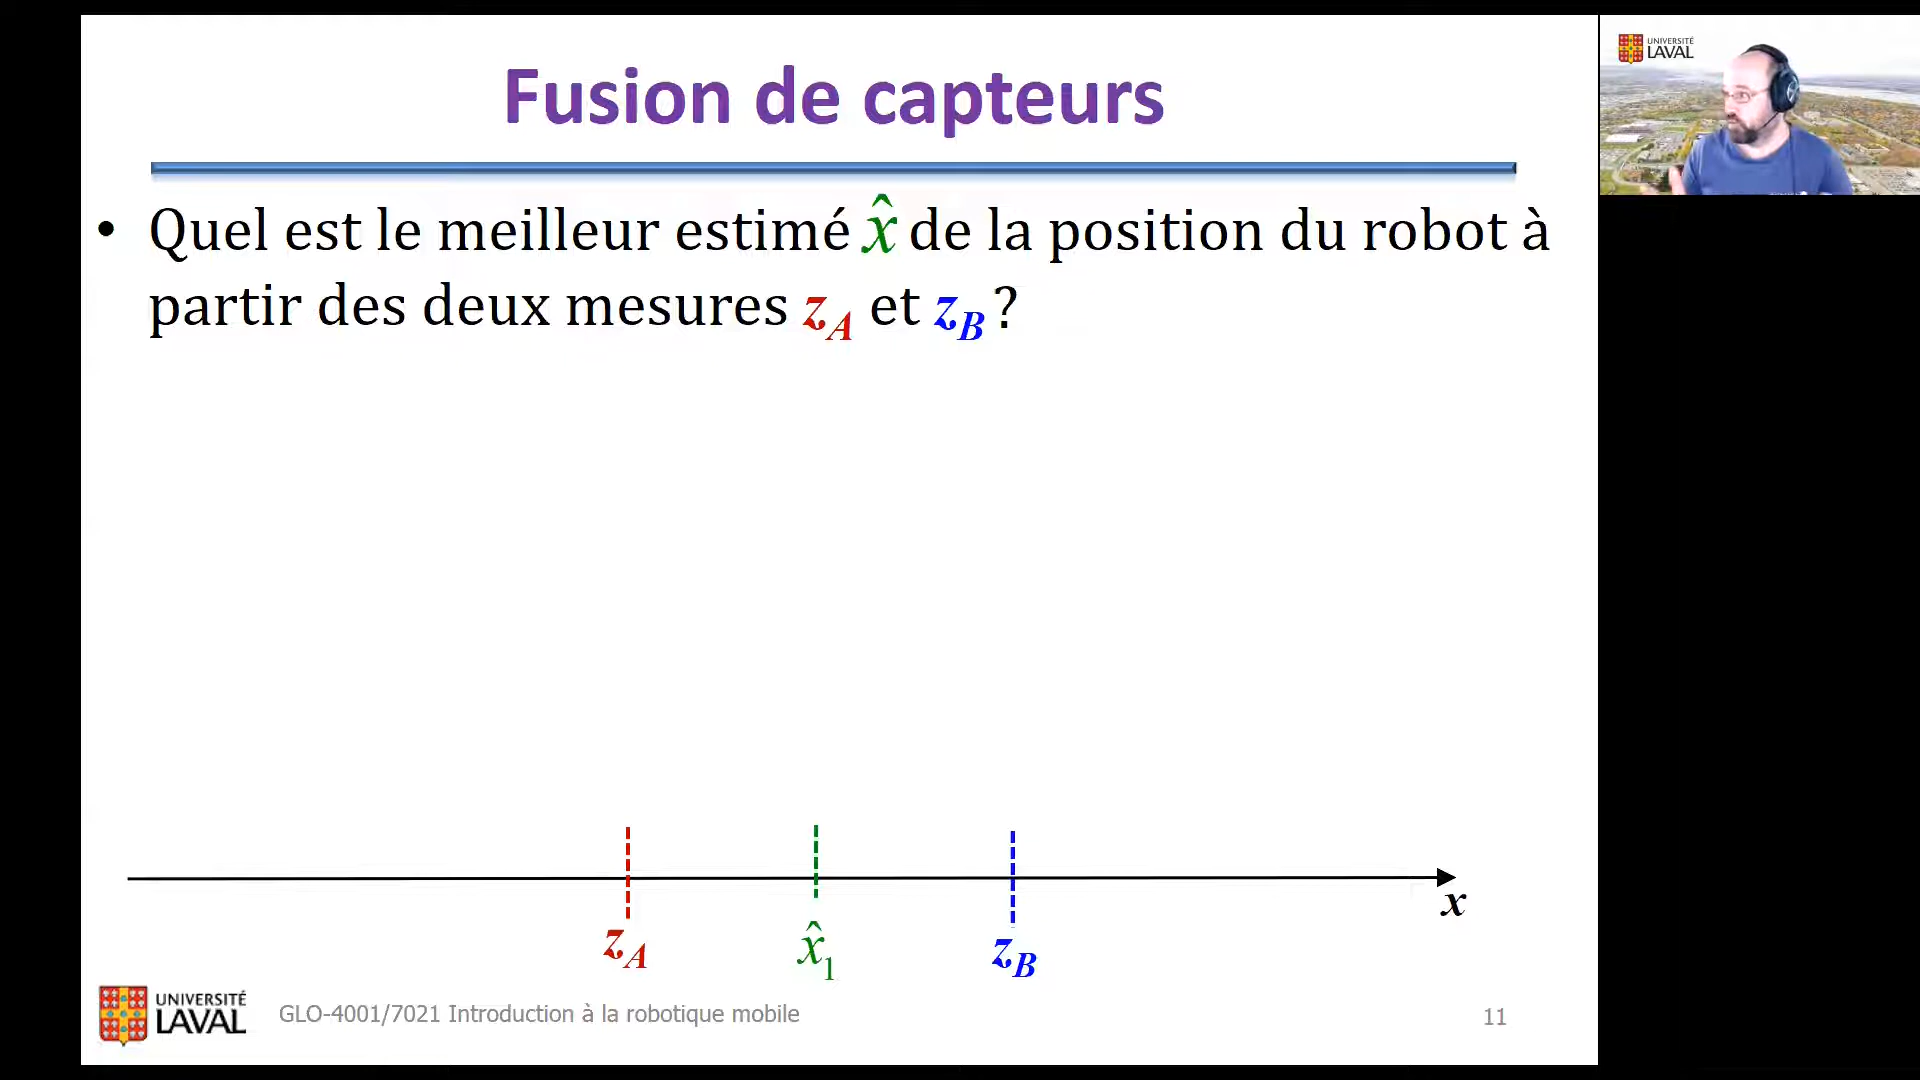 Fusion de capteurs
UNIVERSITÉ
LAVAL
• Quel est le meilleur estimé x̂ de la position du robot à
partir des deux mesures z_A et z_B ?
x
z_A x̂_1 z_B
UNIVERSITÉ
LAVAL
GLO-4001/7021 Introduction à la robotique mobile
11